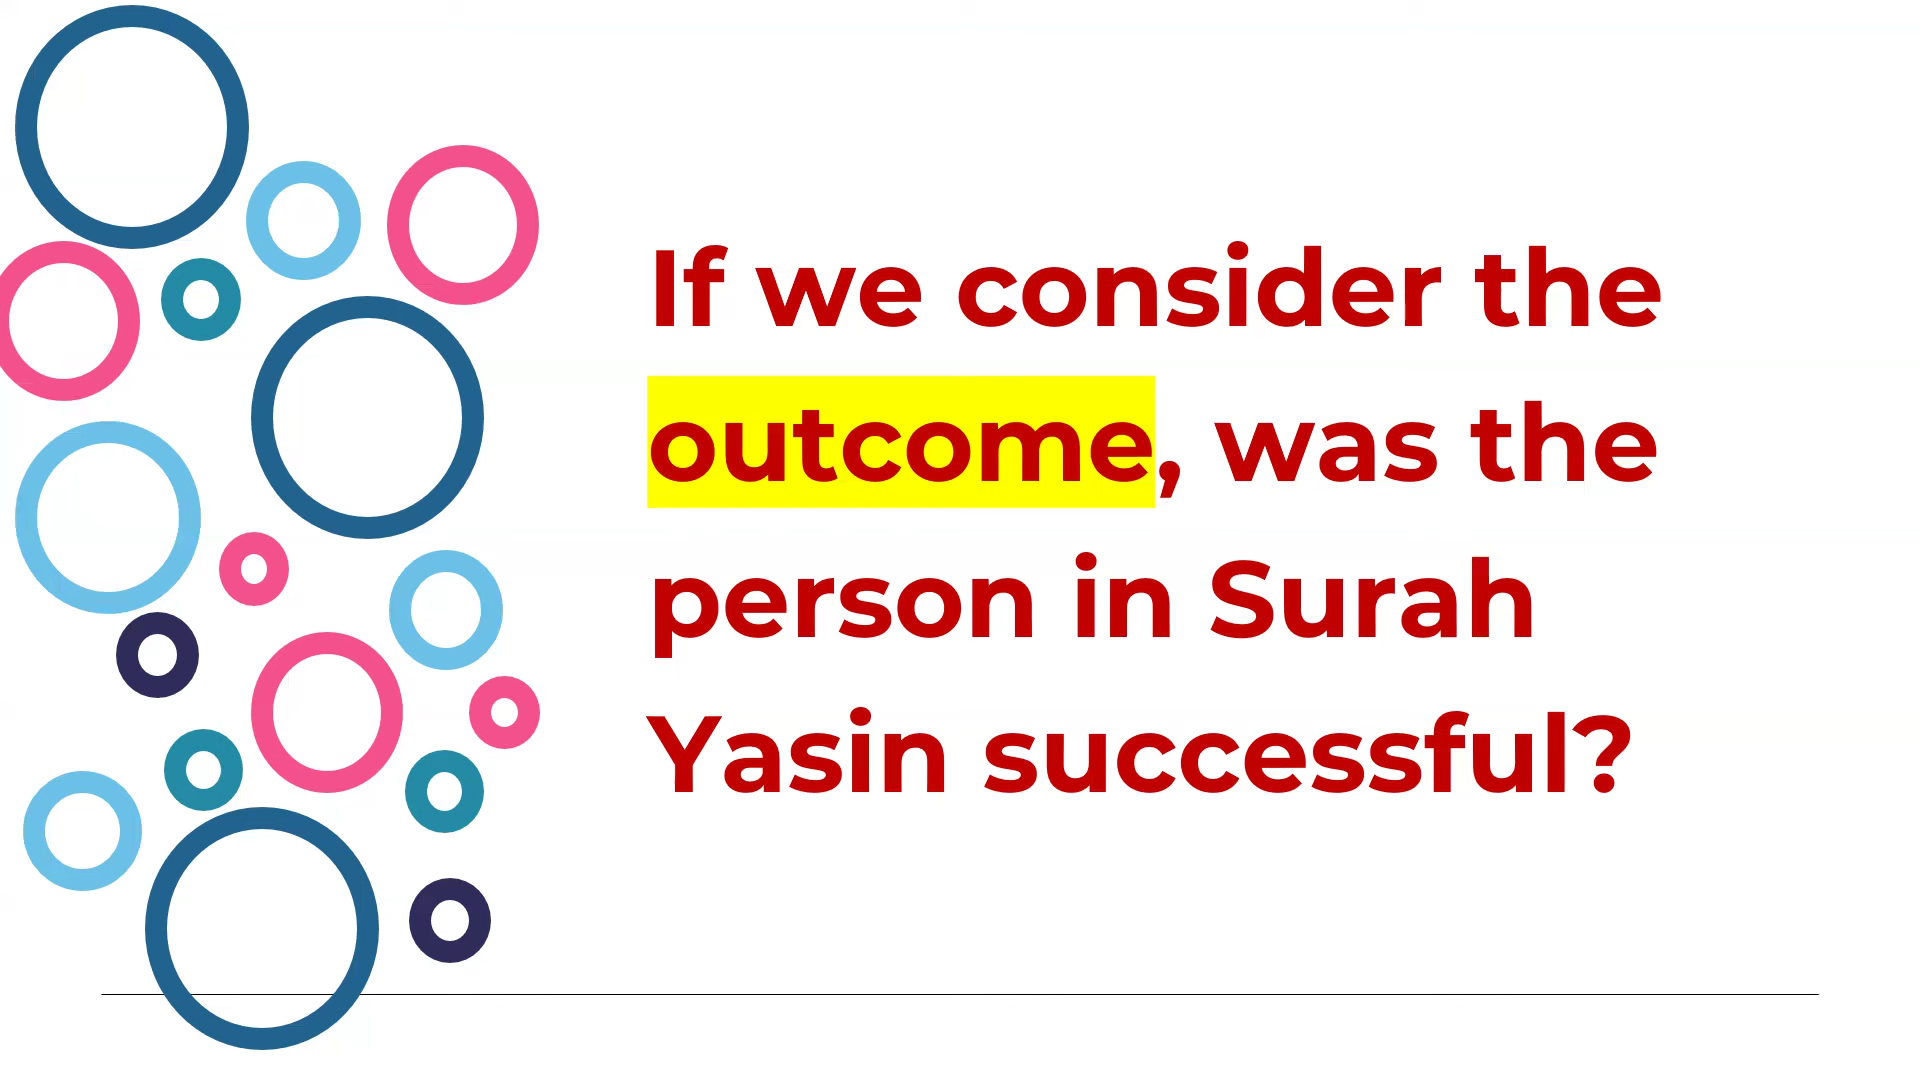 If we consider the
outcome, was the
person in Surah
Yasin successful?